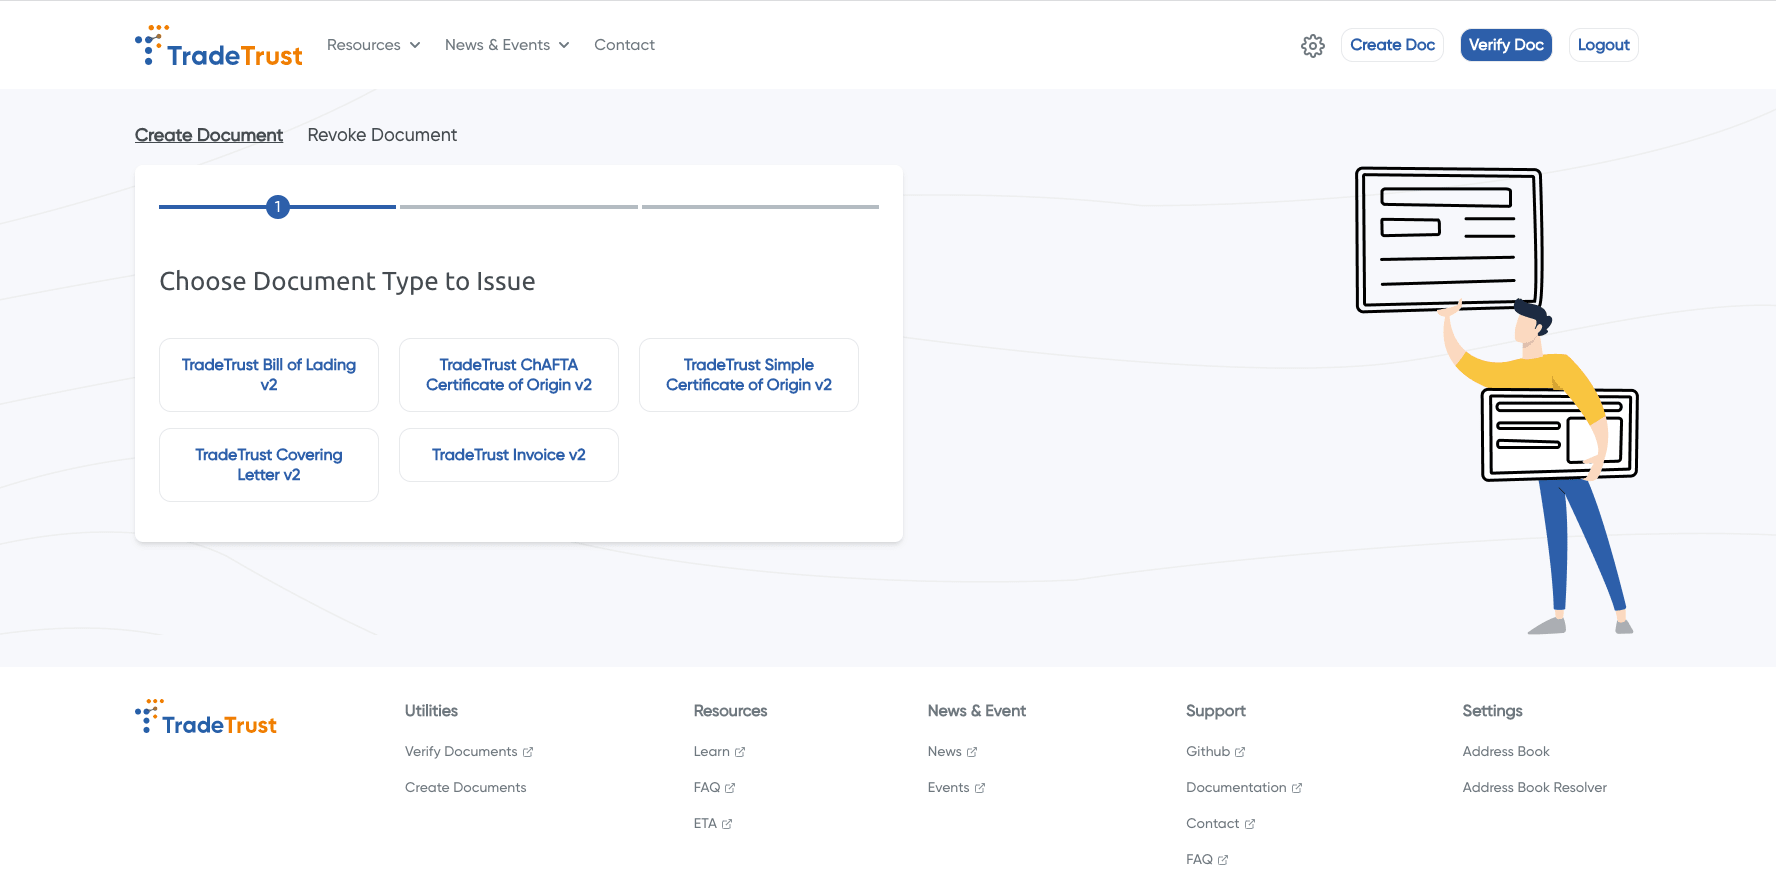 TradeTrust
Resources
News & Events
Contact
Create Doc
Verify Doc
Logout
Create Document
Revoke Document
1
Choose Document Type to Issue
TradeTrust Bill of Lading
v2
TradeTrust ChAFTA
Certificate of Origin v2
TradeTrust Simple
Certificate of Origin v2
TradeTrust Covering
Letter v2
TradeTrust Invoice v2
TradeTrust
Utilities
Verify Documents
Create Documents
Resources
Learn
FAQ
ETA
News & Event
News
Events
Support
Github
Documentation
Contact
FAQ
Settings
Address Book
Address Book Resolver